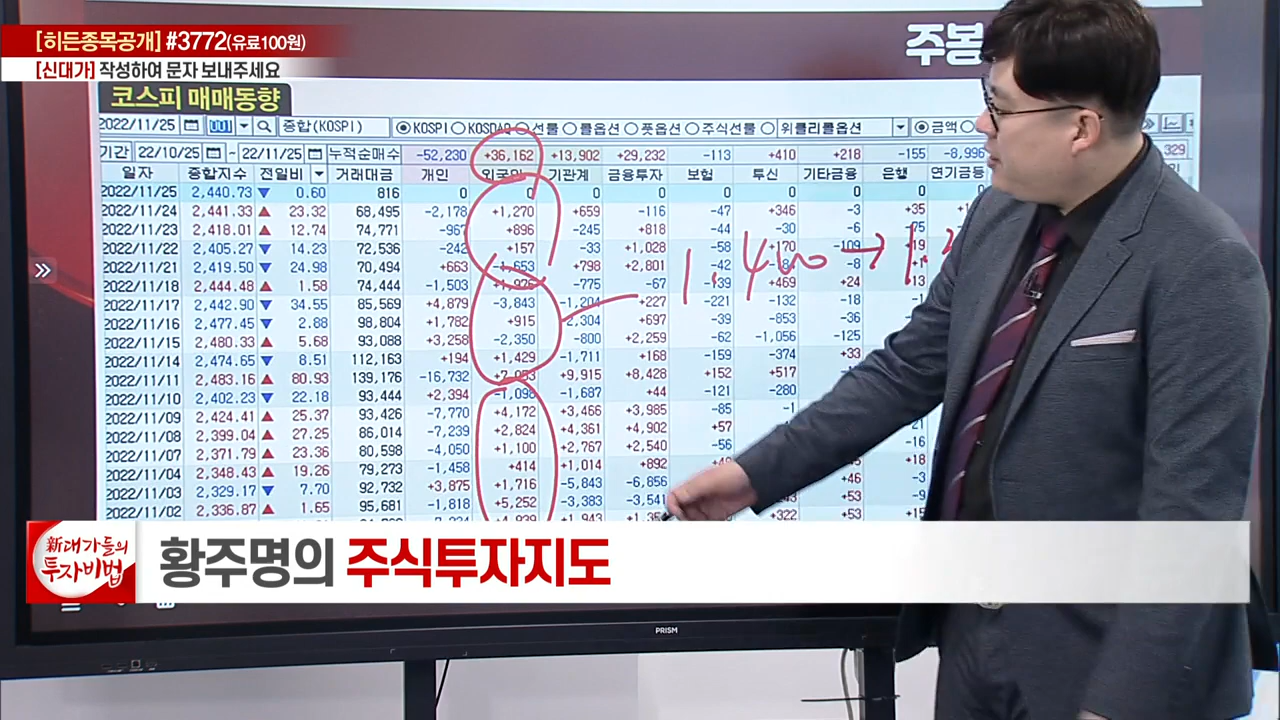 [히든종목공개] #3772(유료100원)
[신대가] 작성하여 문자 보내주세요
주봉
코스피 매매동향
2022/11/25 001 종합(KOSPI) KOSPI KOSDAQ 선물 콜옵션 풋옵션 주식선물 위클리옵션 금액
기간 22/10/25 ~ 22/11/25 누적순매수 -52,230 +36,162 +13,902 +29,232 -113 +410 +218 -155 -8,996 329
일자 종합지수 전일비 거래대금 개인 외국인 기관계 금융투자 보험 투신 기타금융 은행 연기금등
2022/11/25 2,440.73 ▼ 0.60 816 0 0 0 0 0 0 0 0
2022/11/24 2,441.33 ▲ 23.32 68,495 -2,178 +1,270 +659 -116 -47 +346 -3 +35
2022/11/23 2,418.01 ▲ 12.74 74,771 -967 +896 -245 +818 -44 -30 -6
2022/11/22 2,405.27 ▼ 14.23 72,536 -242 +157 -33 +1,028 -58 +170 -109 +19
2022/11/21 2,419.50 ▼ 24.98 70,494 +663 -1,653 +798 +2,801 -42 -8
2022/11/18 2,444.48 ▲ 1.58 74,444 -1,503 -775 -67 -139 +469 +24 +13
2022/11/17 2,442.90 ▼ 34.55 85,569 +4,879 -3,843 -1,204 +227 -221 -132 -18
2022/11/16 2,477.45 ▼ 2.88 98,804 +1,782 +915 -2,304 +697 -39 -853 -36
2022/11/15 2,480.33 ▲ 5.68 93,088 +3,258 -2,350 -800 +2,259 -62 -1,056 -125
2022/11/14 2,474.65 ▼ 8.51 112,163 +194 +1,429 -1,711 +168 -159 -374 +33
2022/11/11 2,483.16 ▲ 80.93 139,176 -16,732 +9,915 +8,428 +152 +517
2022/11/10 2,402.23 ▼ 22.18 93,444 +2,394 -1,098 -1,687 +44 -121 -280
2022/11/09 2,424.41 ▲ 25.37 93,426 -7,770 +4,172 +3,466 +3,985 -85
2022/11/08 2,399.04 ▲ 27.25 86,014 -7,239 +2,824 +4,361 +4,902 +57
2022/11/07 2,371.79 ▲ 23.36 80,598 -4,050 +1,100 +2,767 +2,540 -56 -16
2022/11/04 2,348.43 ▲ 19.26 79,273 -1,458 +414 +1,014 +892 +18
2022/11/03 2,329.17 ▼ 7.70 92,732 +3,875 +1,716 -5,843 -6,856 +46 -3
2022/11/02 2,336.87 ▲ 1.65 95,681 -1,818 +5,252 -3,383 -3,541 +53 -9
+1,943 +322 +53
1,400 →
新대가들의
투자비법
황주명의 주식투자지도
PRISM